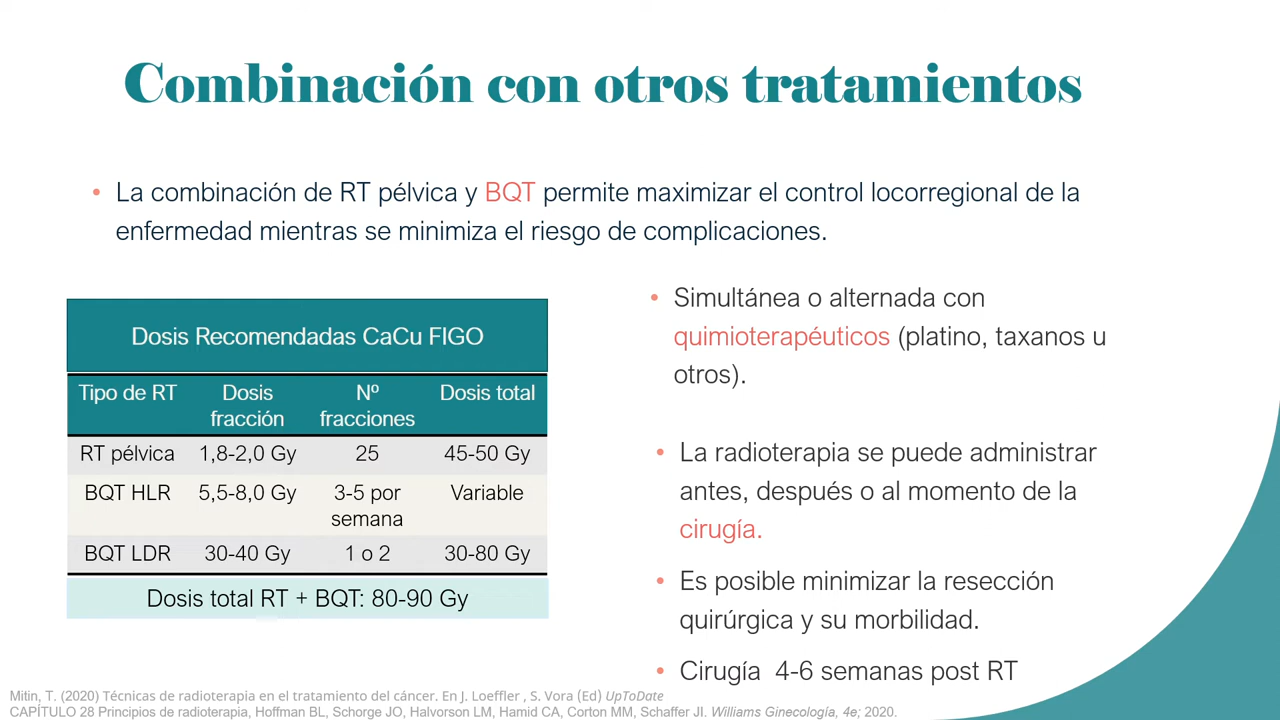 Combinación con otros tratamientos
• La combinación de RT pélvica y BQT permite maximizar el control locorregional de la
enfermedad mientras se minimiza el riesgo de complicaciones.
Dosis Recomendadas CaCu FIGO
Tipo de RT Dosis fracción Nº fracciones Dosis total
RT pélvica 1,8-2,0 Gy 25 45-50 Gy
BQT HLR 5,5-8,0 Gy 3-5 por semana Variable
BQT LDR 30-40 Gy 1 o 2 30-80 Gy
Dosis total RT + BQT: 80-90 Gy
• Simultánea o alternada con
quimioterapéuticos (platino, taxanos u
otros).
• La radioterapia se puede administrar
antes, después o al momento de la
cirugía.
• Es posible minimizar la resección
quirúrgica y su morbilidad.
• Cirugía 4-6 semanas post RT
Mitin, T. (2020) Técnicas de radioterapia en el tratamiento del cáncer. En J. Loeffler , S. Vora (Ed) UpToDate
CAPÍTULO 28 Principios de radioterapia, Hoffman BL, Schorge JO, Halvorson LM, Hamid CA, Corton MM, Schaffer JI. Williams Ginecología, 4e; 2020.